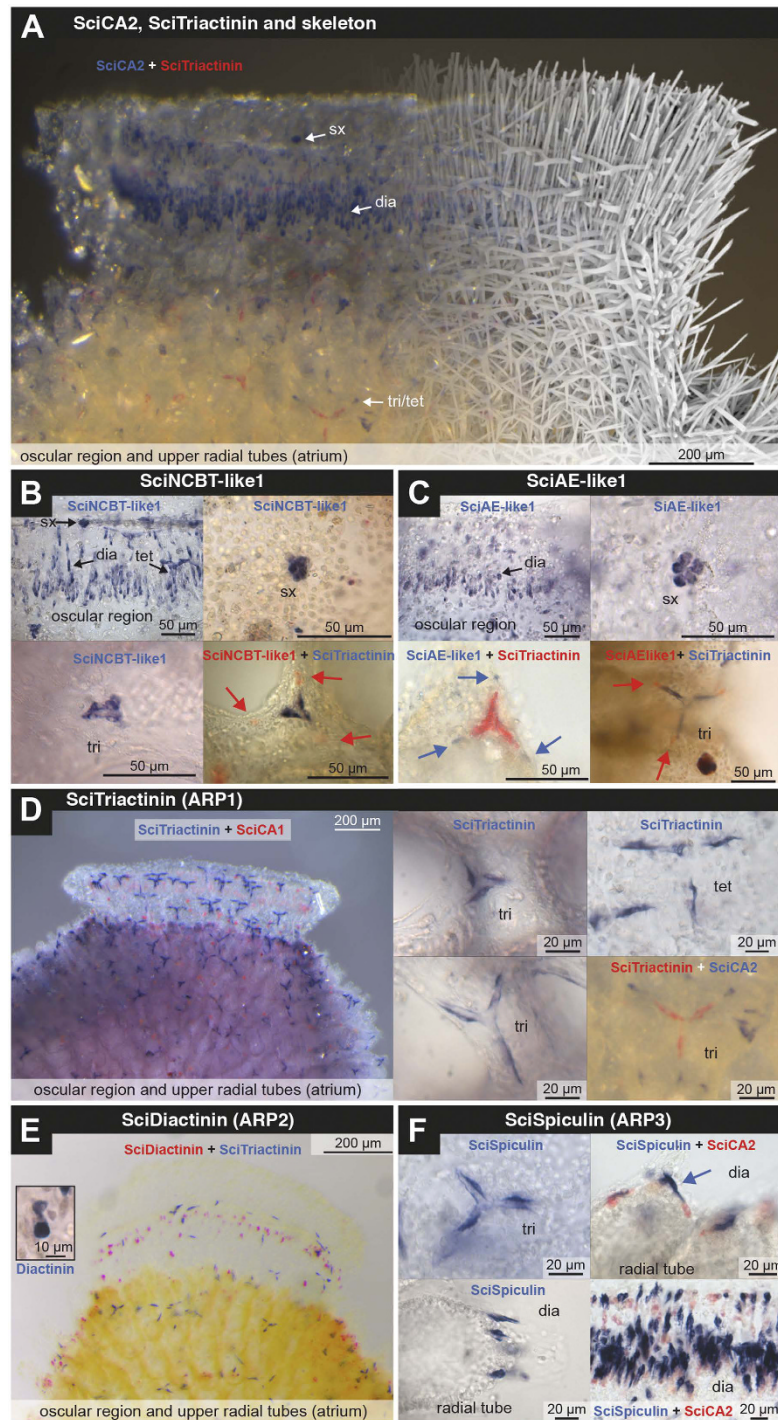 A SciCA2, SciTriactinin and skeleton
SciCA2 + SciTriactinin
sx
dia
tri/tet
oscular region and upper radial tubes (atrium)
200 µm
B SciNCBT-like1
SciNCBT-like1
sx
dia
tet
oscular region
50 µm
SciNCBT-like1
sx
50 µm
SciNCBT-like1
tri
50 µm
SciNCBT-like1 + SciTriactinin
50 µm
C SciAE-like1
SciAE-like1
dia
oscular region
50 µm
SiAE-like1
sx
50 µm
SciAE-like1 + SciTriactinin
50 µm
SciAElike1+ SciTriactinin
tri
50 µm
D SciTriactinin (ARP1)
SciTriactinin + SciCA1
200 µm
oscular region and upper radial tubes (atrium)
SciTriactinin
tri
20 µm
SciTriactinin
tet
20 µm
tri
20 µm
SciTriactinin + SciCA2
tri
20 µm
E SciDiactinin (ARP2)
200 µm
SciDiactinin + SciTriactinin
10 µm
Diactinin
oscular region and upper radial tubes (atrium)
F SciSpiculin (ARP3)
SciSpiculin
tri
20 µm
SciSpiculin + SciCA2
dia
radial tube
20 µm
SciSpiculin
dia
radial tube
20 µm
dia
SciSpiculin + SciCA2
20 µm